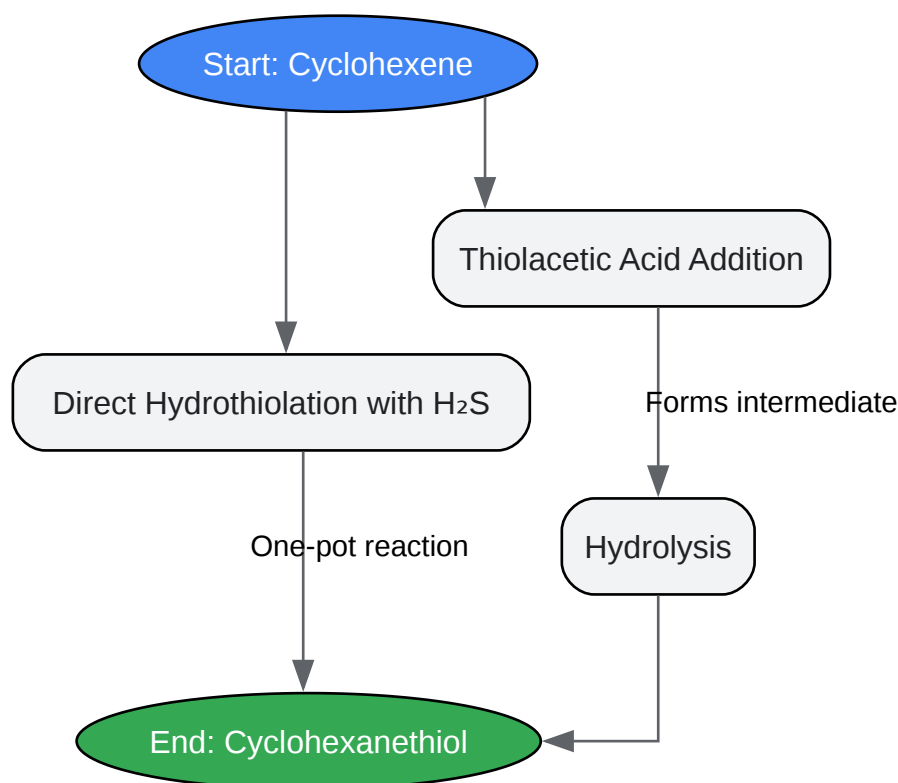 Start: Cyclohexene
Thiolacetic Acid Addition
Direct Hydrothiolation with H₂S
Forms intermediate
One-pot reaction
Hydrolysis
End: Cyclohexanethiol